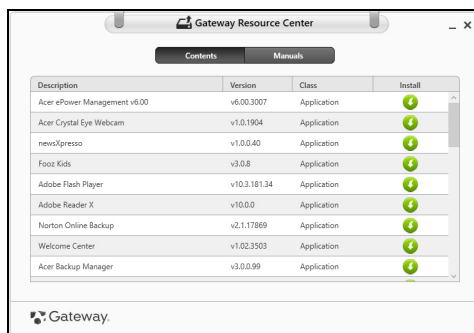 Gateway Resource Center
Contents Manuals
Description Version Class Install
Acer ePower Management v6.00 v6.00.3007 Application
Acer Crystal Eye Webcam v1.0.1904 Application
newsXpresso v1.0.0.40 Application
Fooz Kids v3.0.8 Application
Adobe Flash Player v10.3.181.34 Application
Adobe Reader X v10.0.0 Application
Norton Online Backup v2.1.17869 Application
Welcome Center v1.02.3503 Application
Acer Backup Manager v3.0.0.99 Application
Gateway.